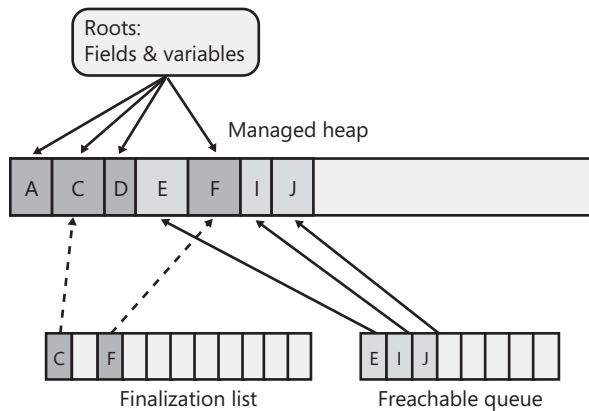 Roots:
Fields & variables
Managed heap
A C D E F I J
C F
E I J
Finalization list
Freachable queue